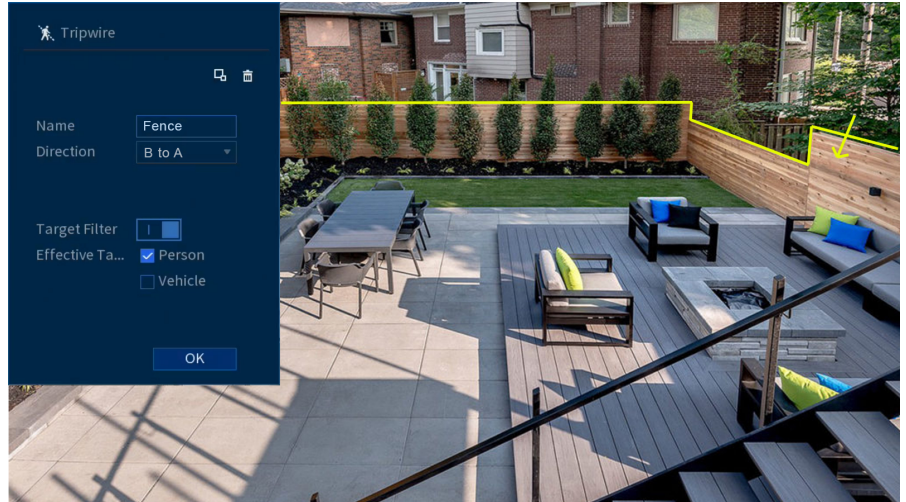 Tripwire
Name Fence
Direction B to A
Target Filter
Effective Ta... Person
Vehicle
OK